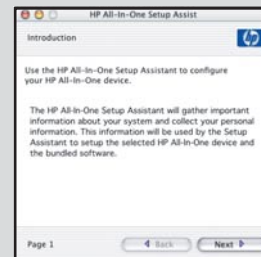 HP All-In-One Setup Assist
Introduction
hp
Use the HP All-In-One Setup Assistant to configure
your HP All-In-One device.
The HP All-In-One Setup Assistant will gather important
information about your system and collect your personal
information. This information will be used by the Setup
Assistant to setup the selected HP All-In-One device and
the bundled software.
Page 1
Back
Next